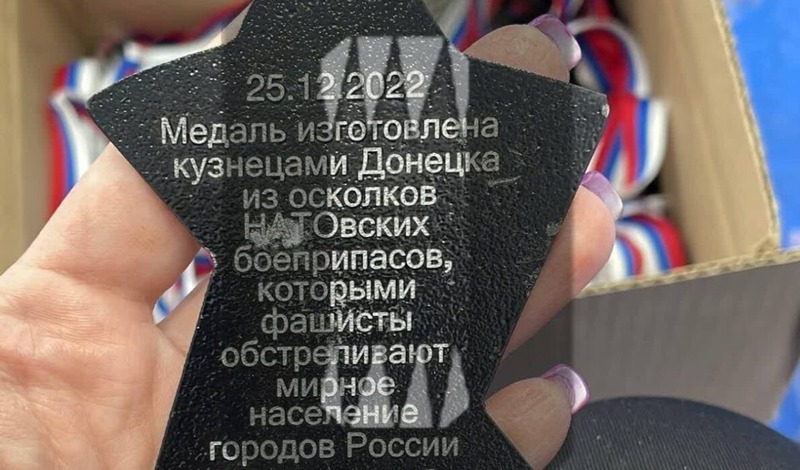 25.12.2022
Медаль изготовлена
кузнецами Донецка
из осколков
НАТОвских
боеприпасов,
которыми
фашисты
обстреливают
мирное
население
городов России